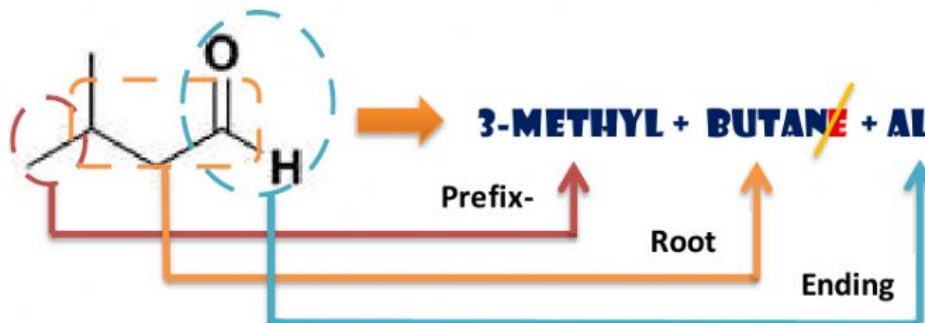 O
H
3-METHYL + BUTANE + AL
Prefix-
Root
Ending